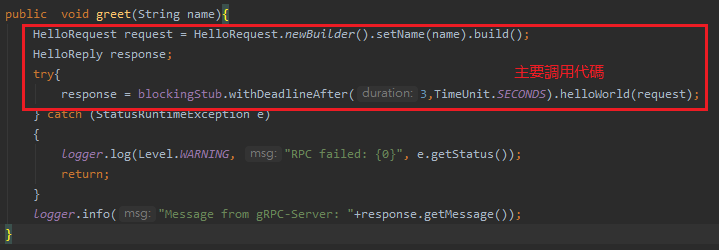 public  void greet(String name){
HelloRequest request = HelloRequest.newBuilder().setName(name).build();
HelloReply response;
try{
主要調用代碼
response = blockingStub.withDeadlineAfter( duration: 3,TimeUnit.SECONDS).helloWorld(request);
} catch (StatusRuntimeException e)
{
logger.log(Level.WARNING, msg: "RPC failed: {0}", e.getStatus());
return;
}
logger.info( msg: "Message from gRPC-Server: "+response.getMessage());
}